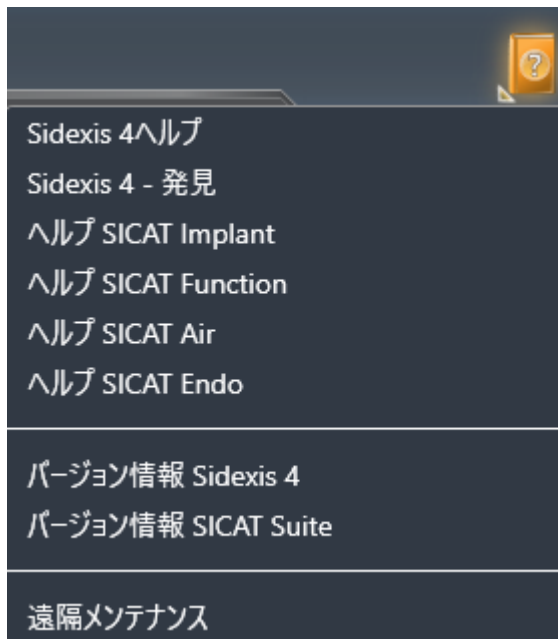 ?
Sidexis 4ヘルプ
Sidexis 4 - 発見
ヘルプ SICAT Implant
ヘルプ SICAT Function
ヘルプ SICAT Air
ヘルプ SICAT Endo
バージョン情報 Sidexis 4
バージョン情報 SICAT Suite
遠隔メンテナンス